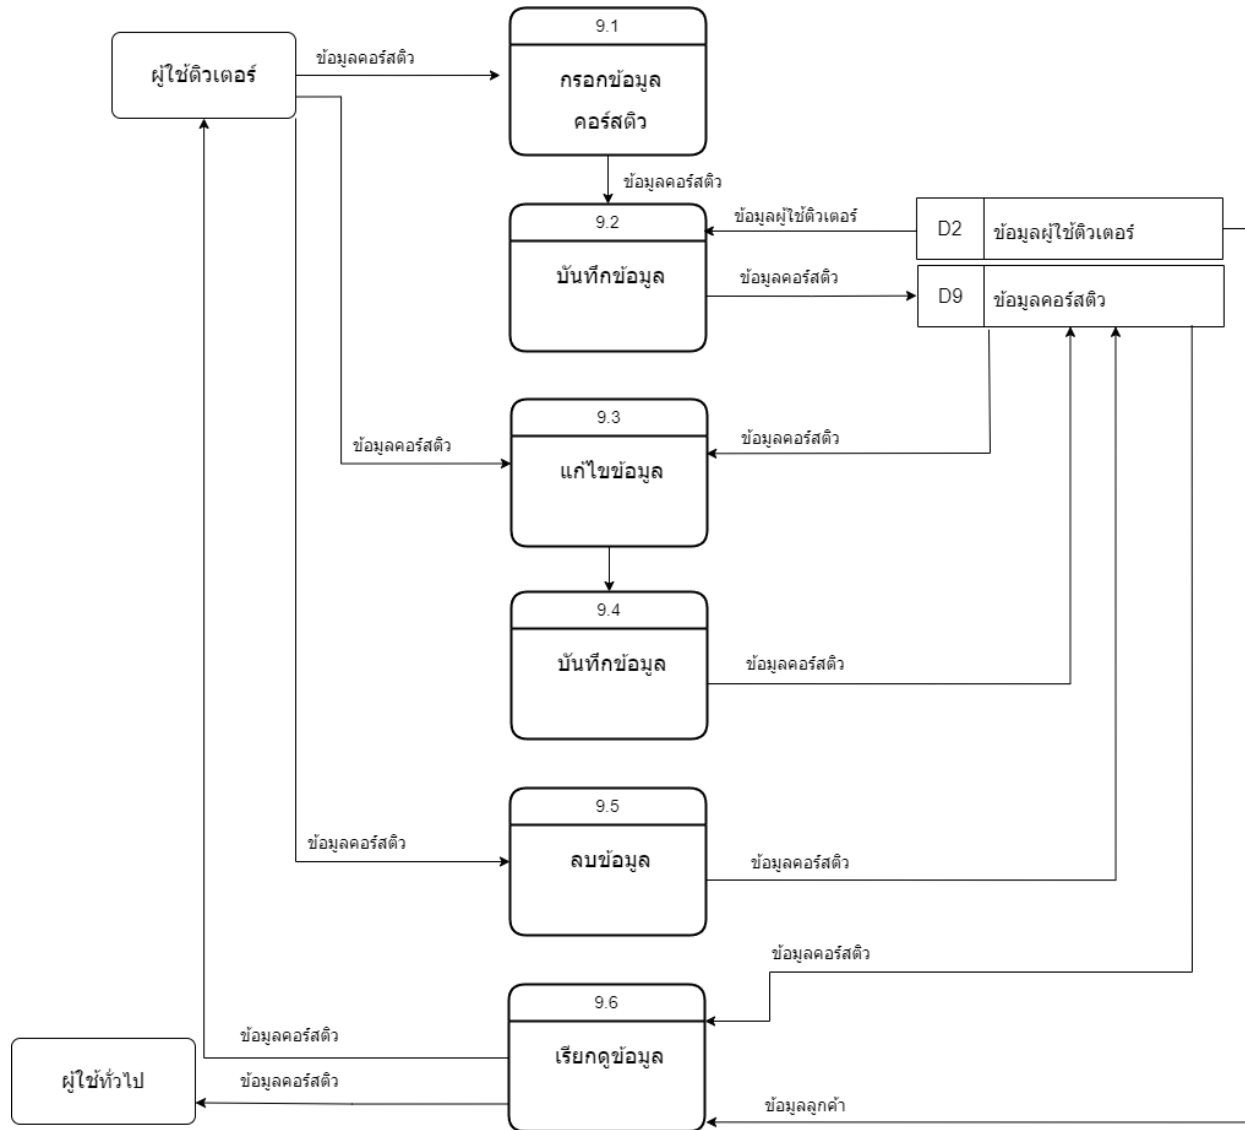 9.1
ผู้ใช้ติวเตอร์
ข้อมูลคอร์สติว
กรอกข้อมูล
คอร์สติว
ข้อมูลคอร์สติว
9.2
ข้อมูลผู้ใช้ติวเตอร์
D2
ข้อมูลผู้ใช้ติวเตอร์
บันทึกข้อมูล
ข้อมูลคอร์สติว
D9
ข้อมูลคอร์สติว
9.3
ข้อมูลคอร์สติว
ข้อมูลคอร์สติว
แก้ไขข้อมูล
9.4
บันทึกข้อมูล
ข้อมูลคอร์สติว
9.5
ข้อมูลคอร์สติว
ลบข้อมูล
ข้อมูลคอร์สติว
ข้อมูลคอร์สติว
9.6
ข้อมูลคอร์สติว
เรียกดูข้อมูล
ผู้ใช้ทั่วไป
ข้อมูลคอร์สติว
ข้อมูลลูกค้า